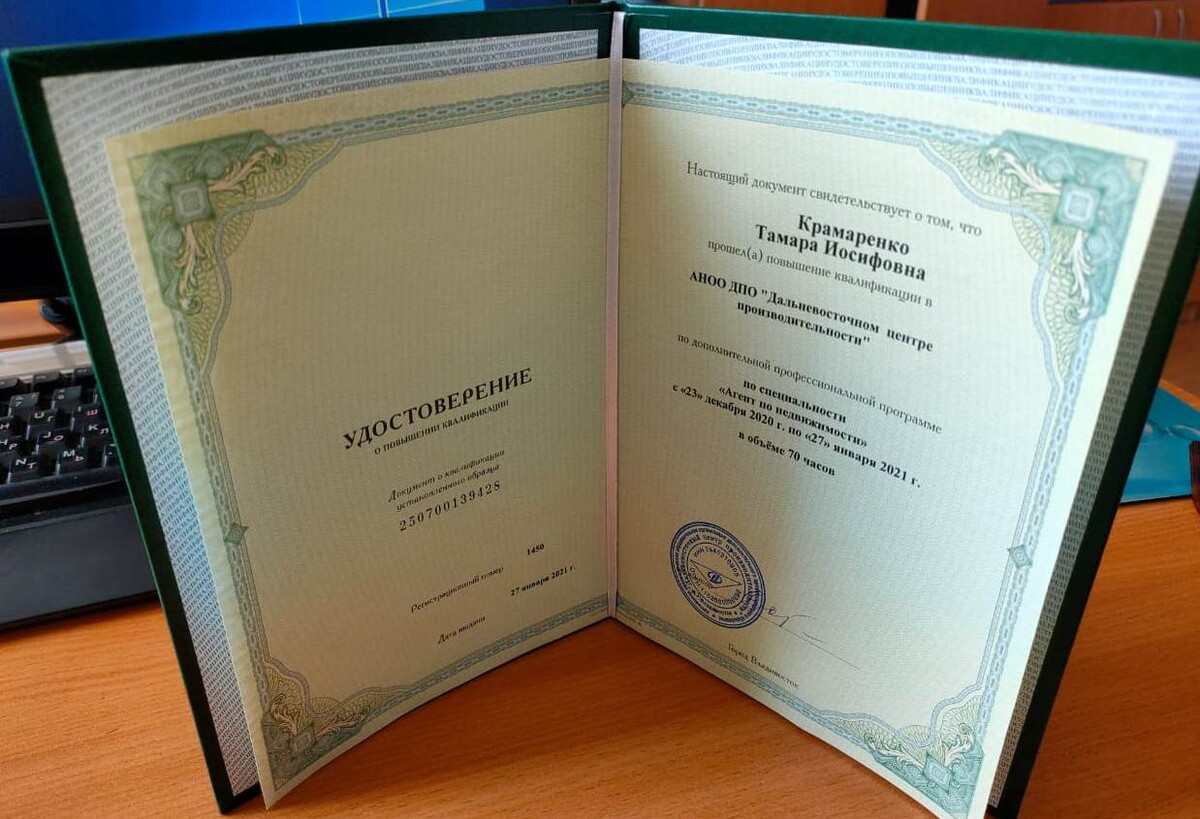 УДОСТОВЕРЕНИЕ
О ПОВЫШЕНИИ КВАЛИФИКАЦИИ
Документ о квалификации
установленного образца
250700139428
Регистрационный номер 1450
Дата выдачи 27 января 2021 г.
Настоящий документ свидетельствует о том, что
Крамаренко
Тамара Иосифовна
прошел(а) повышение квалификации в
АНОО ДПО "Дальневосточном центре
производительности"
по дополнительной профессиональной программе
по специальности
«Агент по недвижимости»
с «23» декабря 2020 г. по «27» января 2021 г.
в объёме 70 часов
Город Владивосток